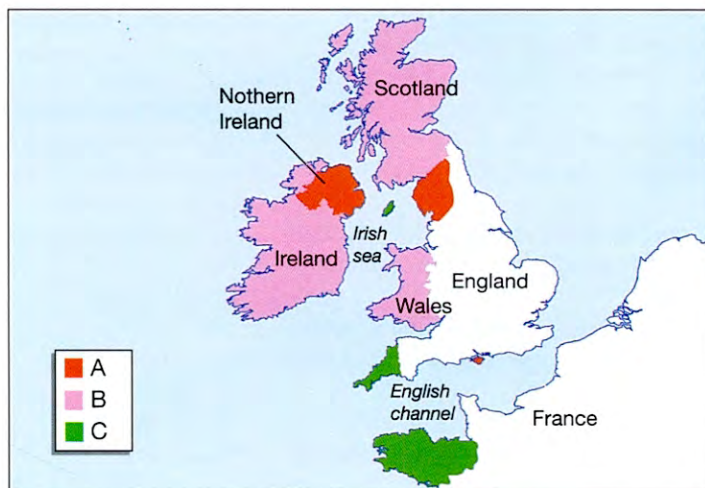 Scotland
Nothern
Ireland
Irish
sea
Ireland
England
Wales
A
B
C
English
channel
France